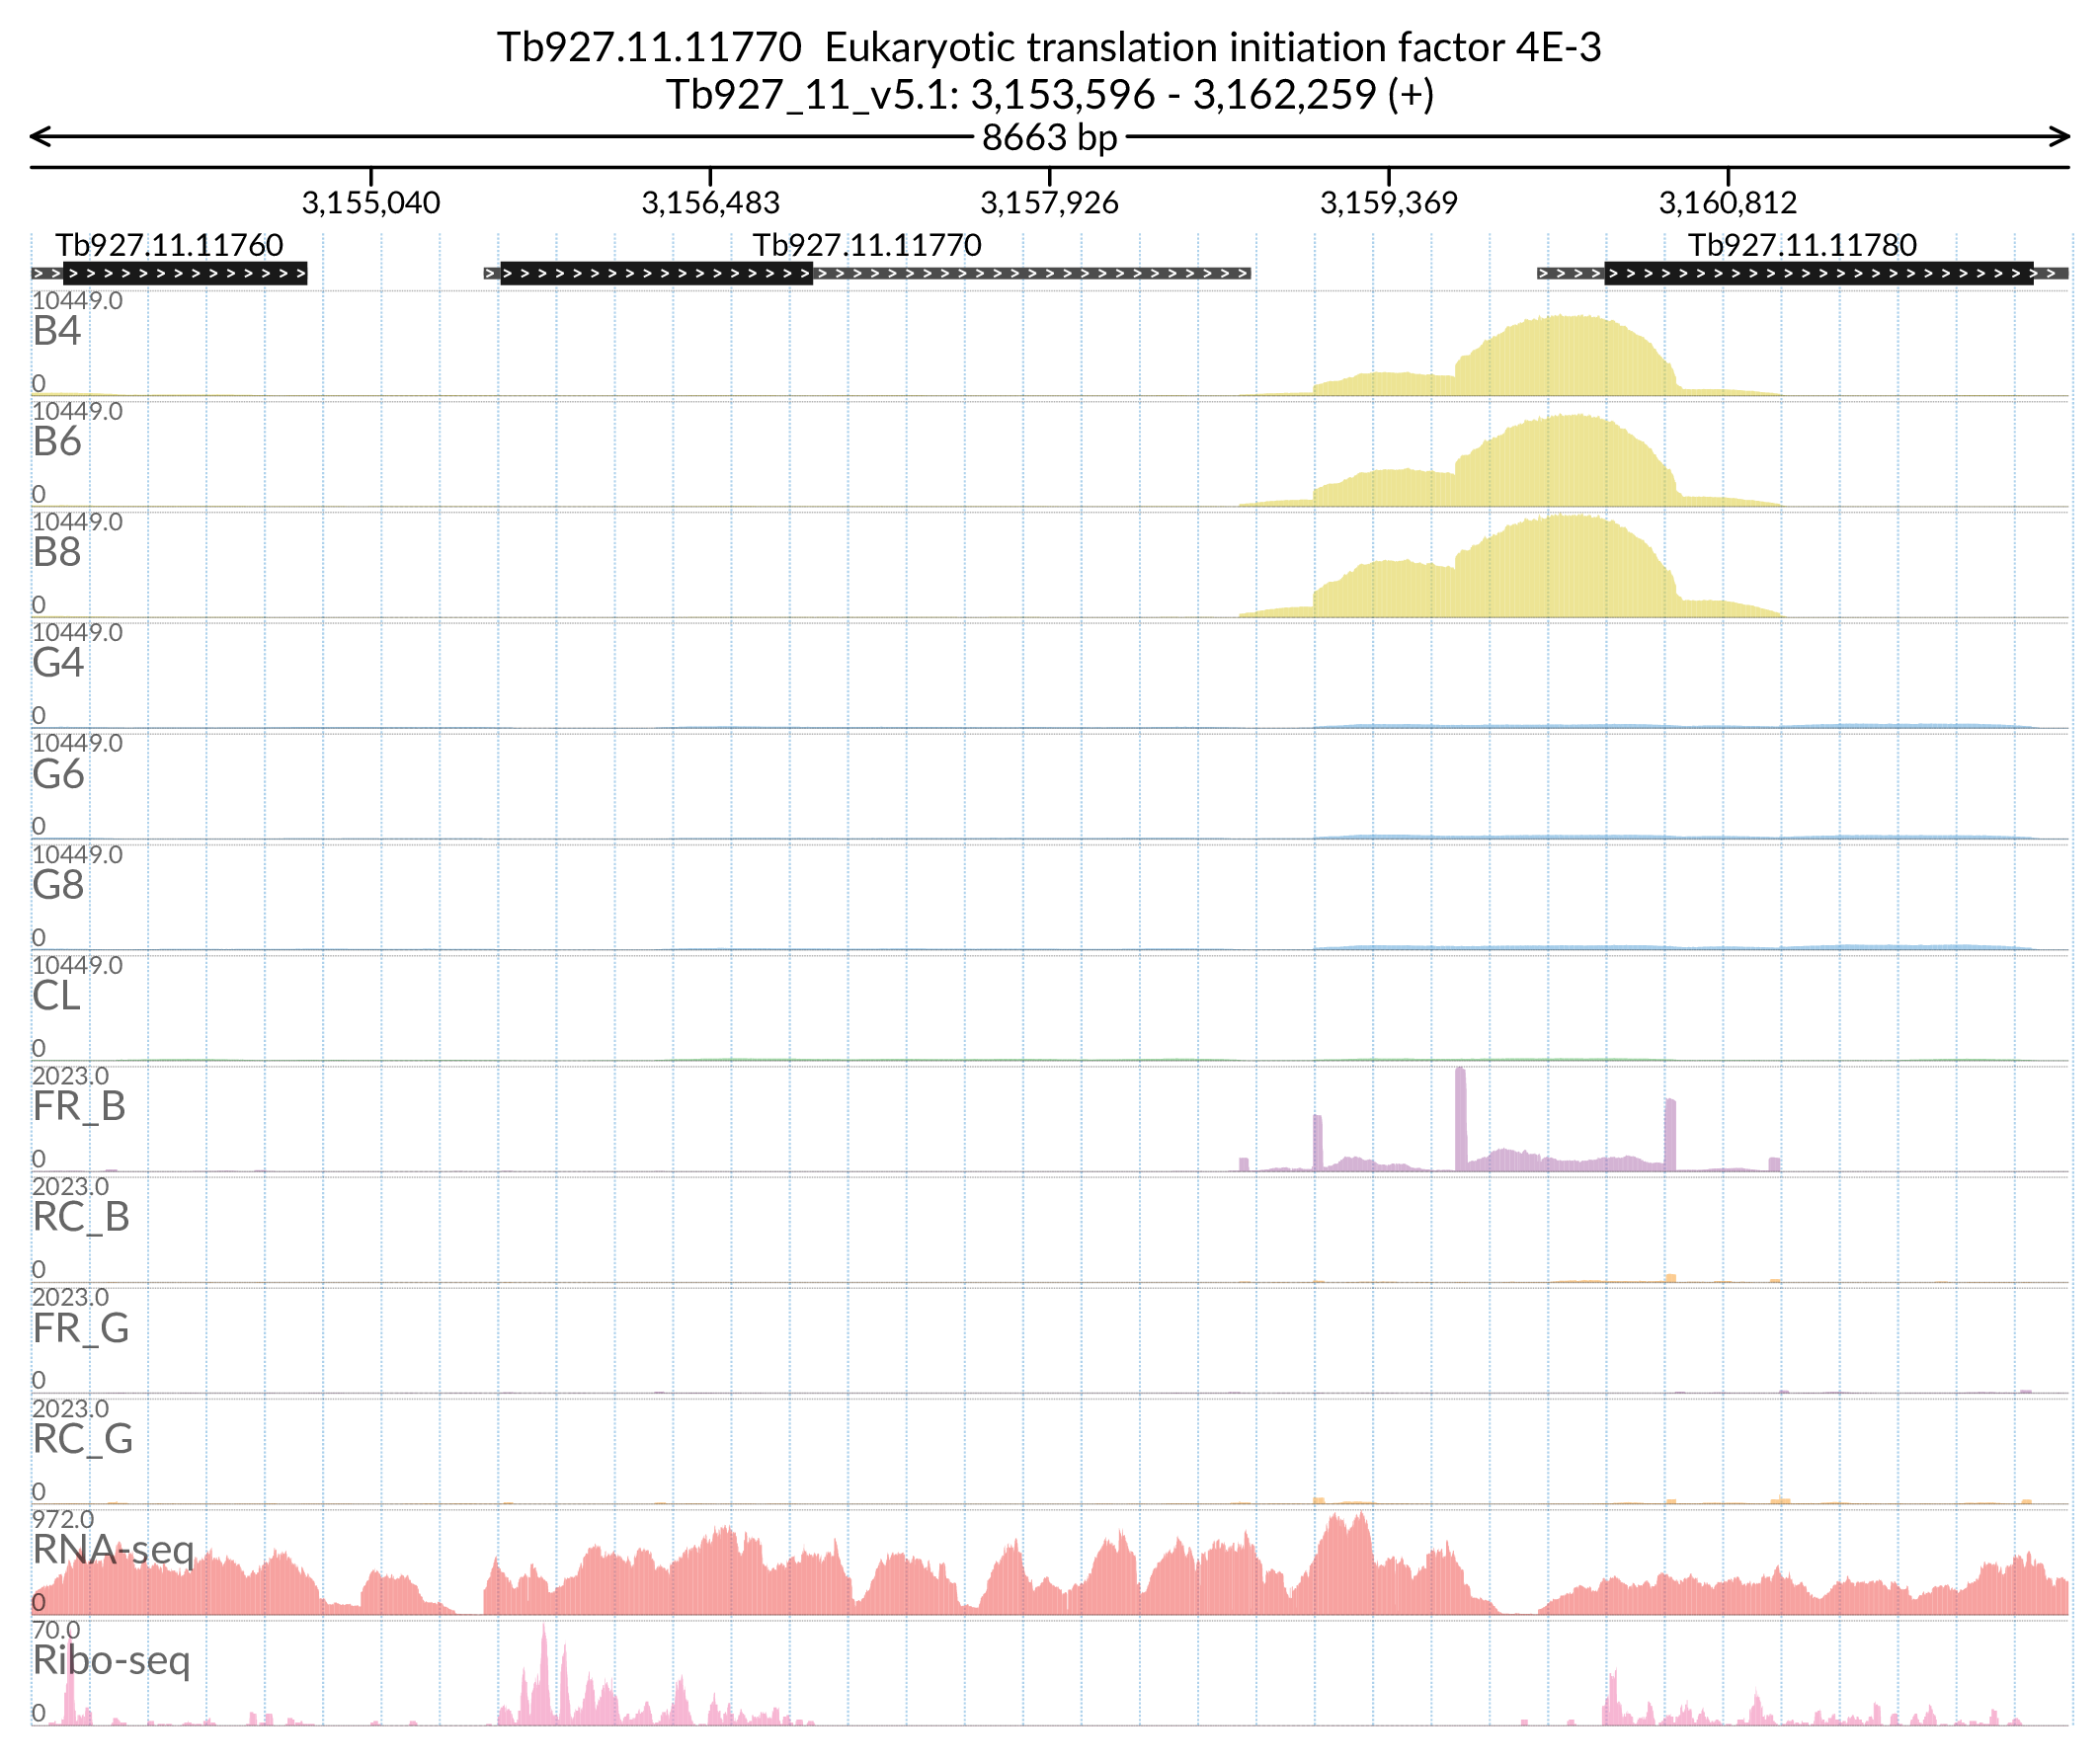 Tb927.11.11770  Eukaryotic translation initiation factor 4E-3
Tb927_11_v5.1: 3,153,596 - 3,162,259 (+)
8663 bp
3,155,040 3,156,483 3,157,926 3,159,369 3,160,812
Tb927.11.11760 Tb927.11.11770 Tb927.11.11780
10449.0
B4
0
10449.0
B6
0
10449.0
B8
0
10449.0
G4
0
10449.0
G6
0
10449.0
G8
0
10449.0
CL
0
2023.0
FR_B
0
2023.0
RC_B
0
2023.0
FR_G
0
2023.0
RC_G
0
972.0
RNA-seq
0
70.0
Ribo-seq
0